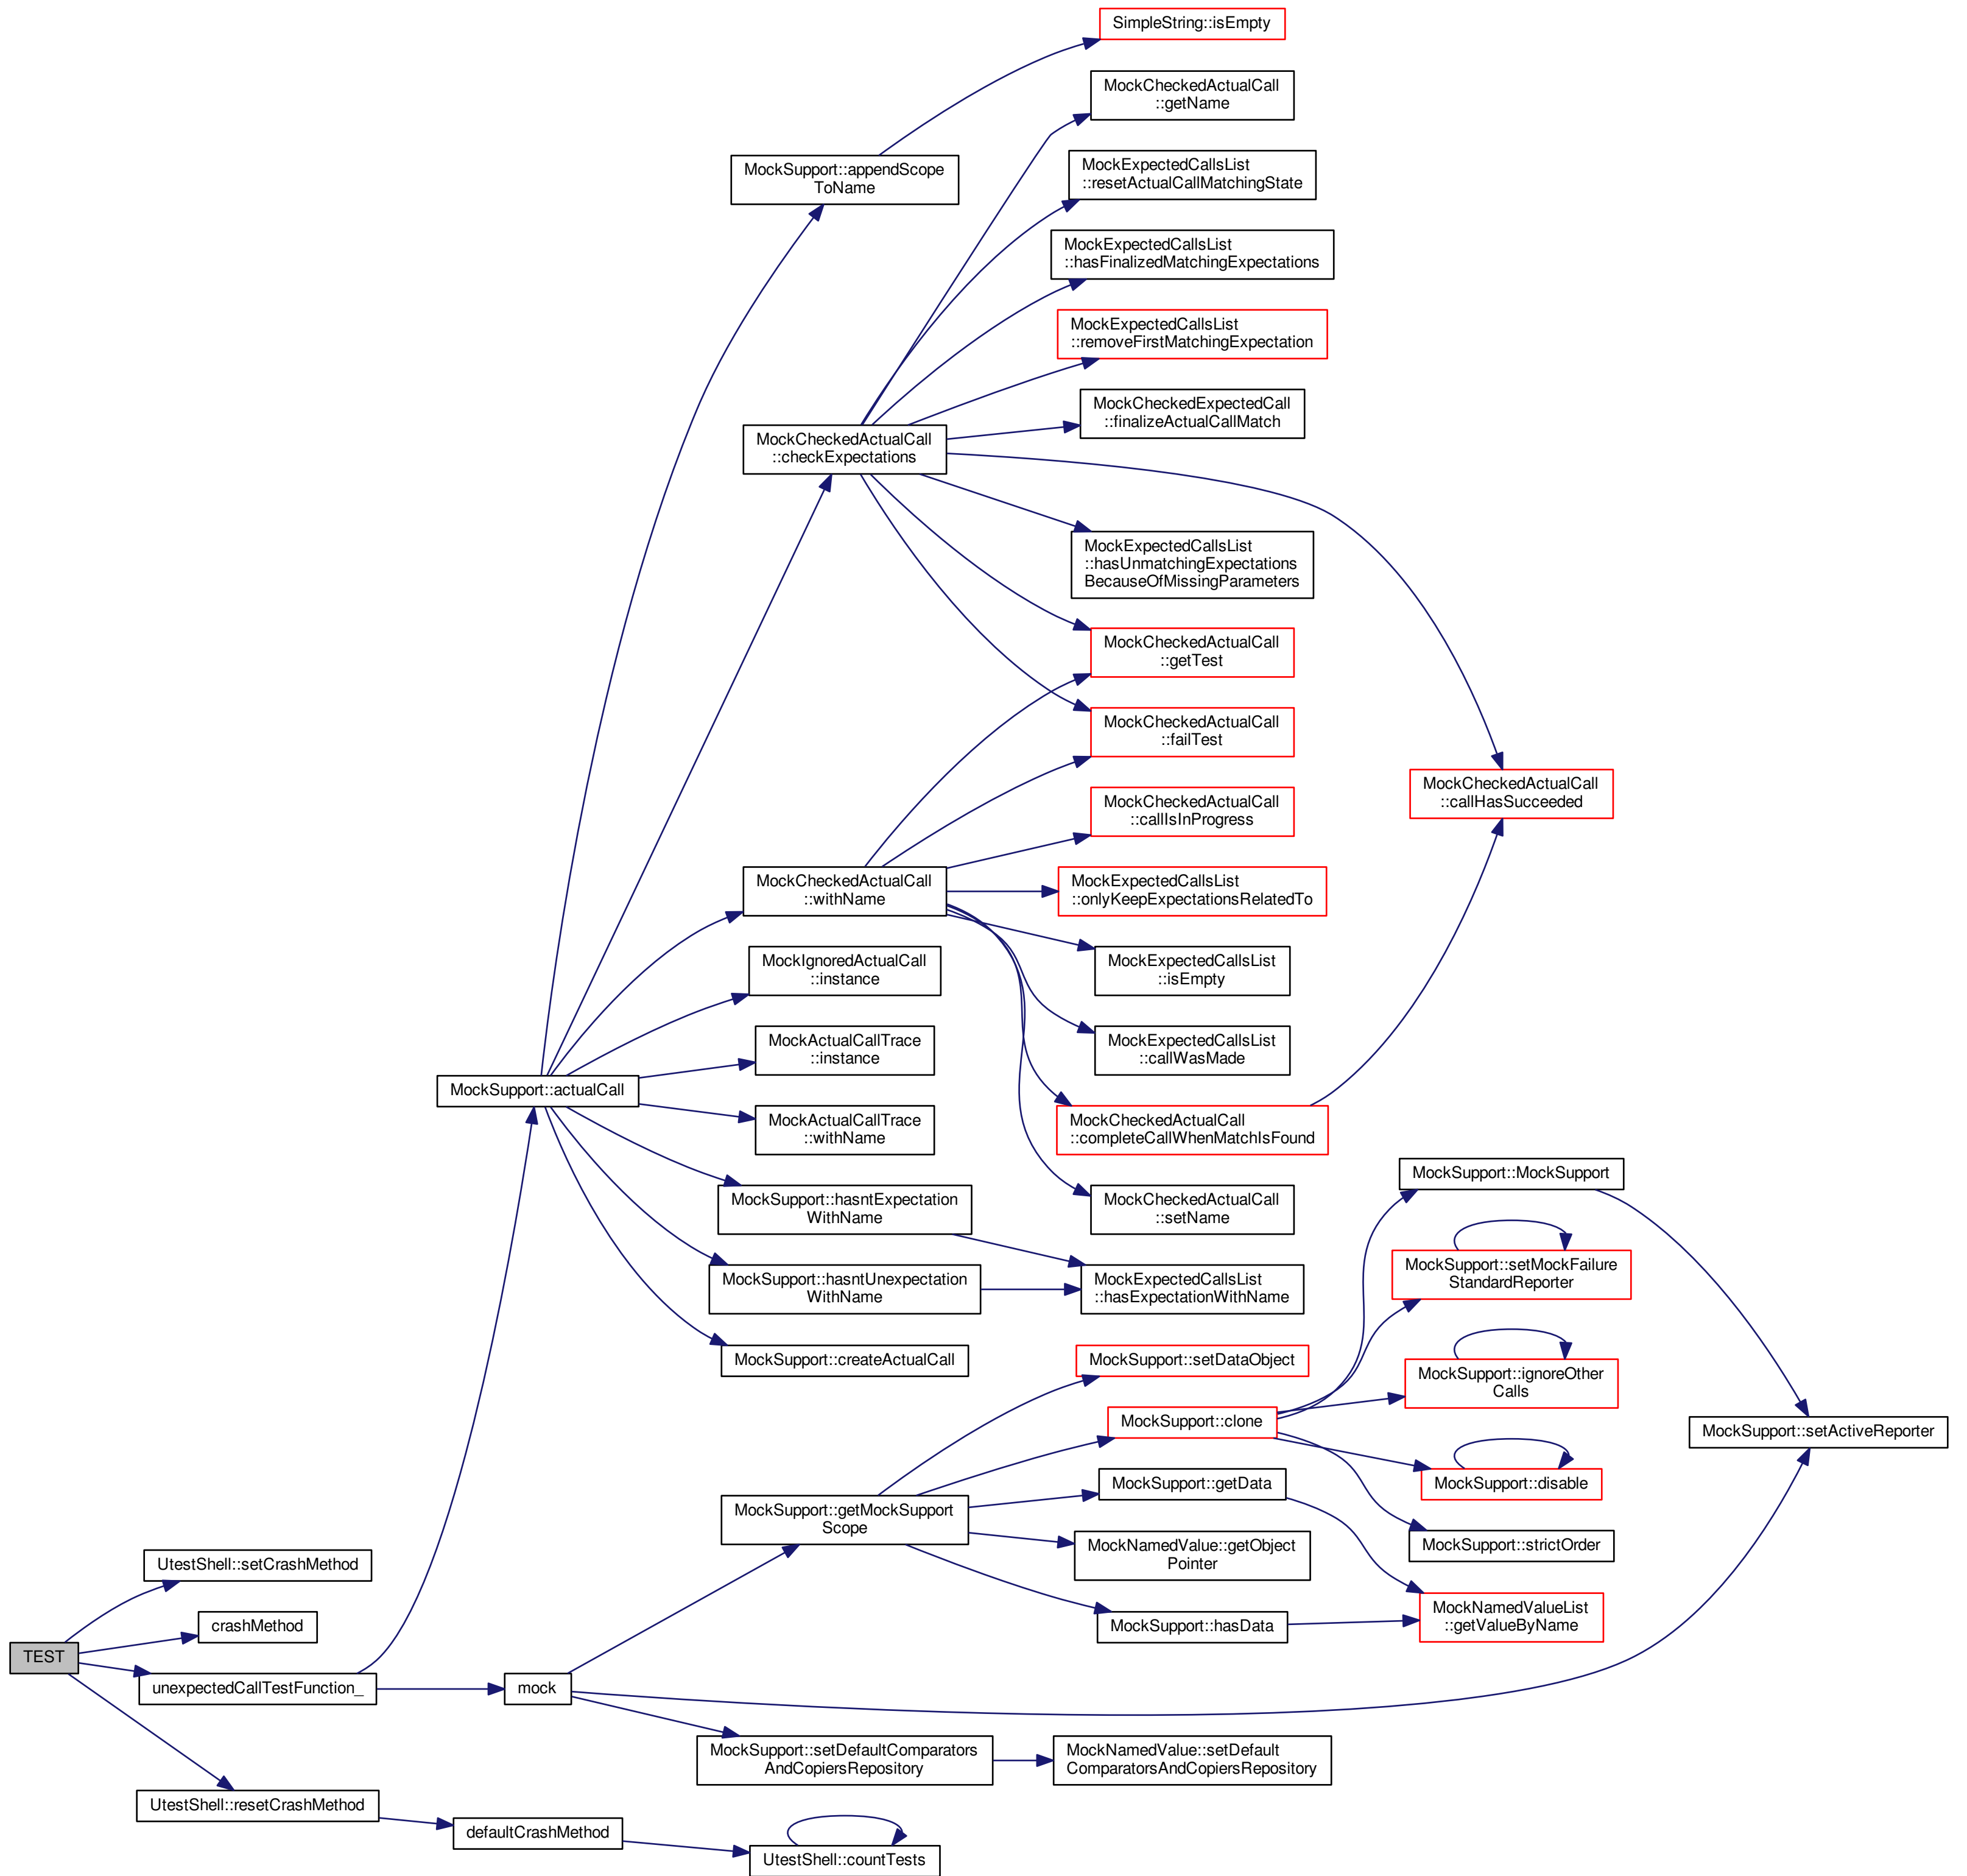 SimpleString::isEmpty
MockCheckedActualCall
::getName
MockExpectedCallsList
::resetActualCallMatchingState
MockSupport::appendScope
ToName
MockExpectedCallsList
::hasFinalizedMatchingExpectations
MockExpectedCallsList
::removeFirstMatchingExpectation
MockCheckedExpectedCall
::finalizeActualCallMatch
MockCheckedActualCall
::checkExpectations
MockExpectedCallsList
::hasUnmatchingExpectations
BecauseOfMissingParameters
MockCheckedActualCall
::getTest
MockCheckedActualCall
::failTest
MockCheckedActualCall
::callHasSucceeded
MockCheckedActualCall
::callIsInProgress
MockCheckedActualCall
::withName
MockExpectedCallsList
::onlyKeepExpectationsRelatedTo
MockIgnoredActualCall
::instance
MockExpectedCallsList
::isEmpty
MockActualCallTrace
::instance
MockExpectedCallsList
::callWasMade
MockSupport::actualCall
MockActualCallTrace
::withName
MockCheckedActualCall
::completeCallWhenMatchIsFound
MockSupport::MockSupport
MockSupport::hasntExpectation
WithName
MockCheckedActualCall
::setName
MockSupport::setMockFailure
StandardReporter
MockSupport::hasntUnexpectation
WithName
MockExpectedCallsList
::hasExpectationWithName
MockSupport::createActualCall
MockSupport::setDataObject
MockSupport::ignoreOther
Calls
MockSupport::clone
MockSupport::setActiveReporter
MockSupport::getData
MockSupport::disable
MockSupport::getMockSupport
Scope
MockNamedValue::getObject
Pointer
MockSupport::strictOrder
UtestShell::setCrashMethod
crashMethod
MockSupport::hasData
MockNamedValueList
::getValueByName
TEST
unexpectedCallTestFunction_
mock
MockSupport::setDefaultComparators
AndCopiersRepository
MockNamedValue::setDefault
ComparatorsAndCopiersRepository
UtestShell::resetCrashMethod
defaultCrashMethod
UtestShell::countTests